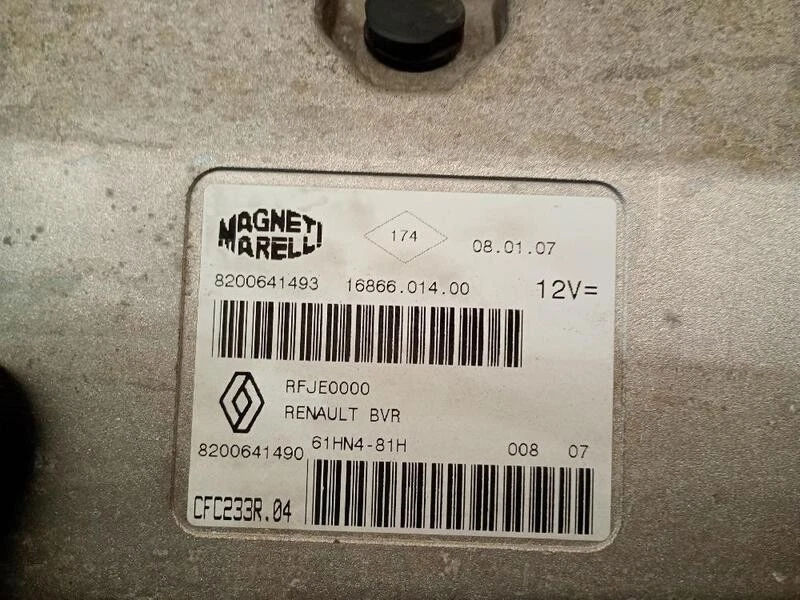 MAGNETI
MARELLI
174
08.01.07
8200641493 16866.014.00 12V=
RFJE0000
RENAULT BVR
8200641490 61HN4-81H 008 07
CFC233R.04